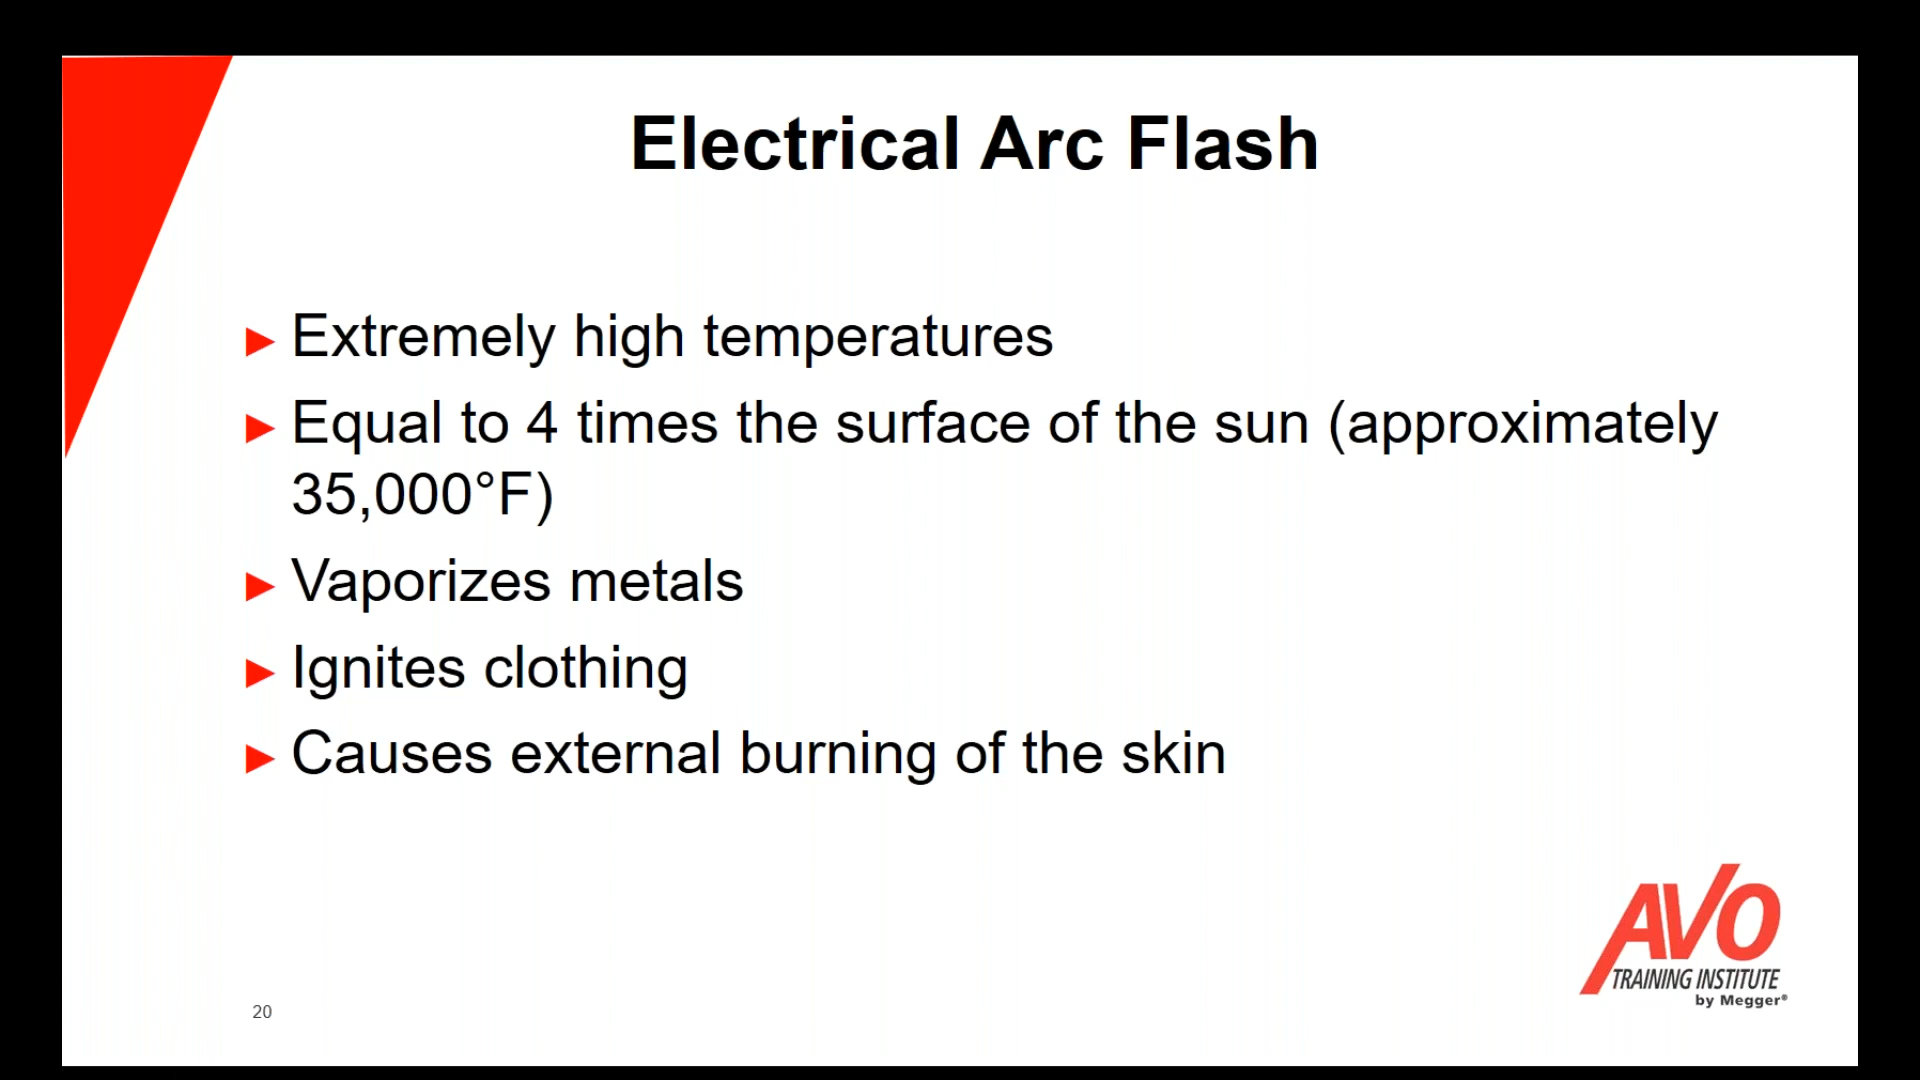 Electrical Arc Flash
Extremely high temperatures
Equal to 4 times the surface of the sun (approximately
35,000°F)
Vaporizes metals
Ignites clothing
Causes external burning of the skin
AVO
TRAINING INSTITUTE
by Megger®
20